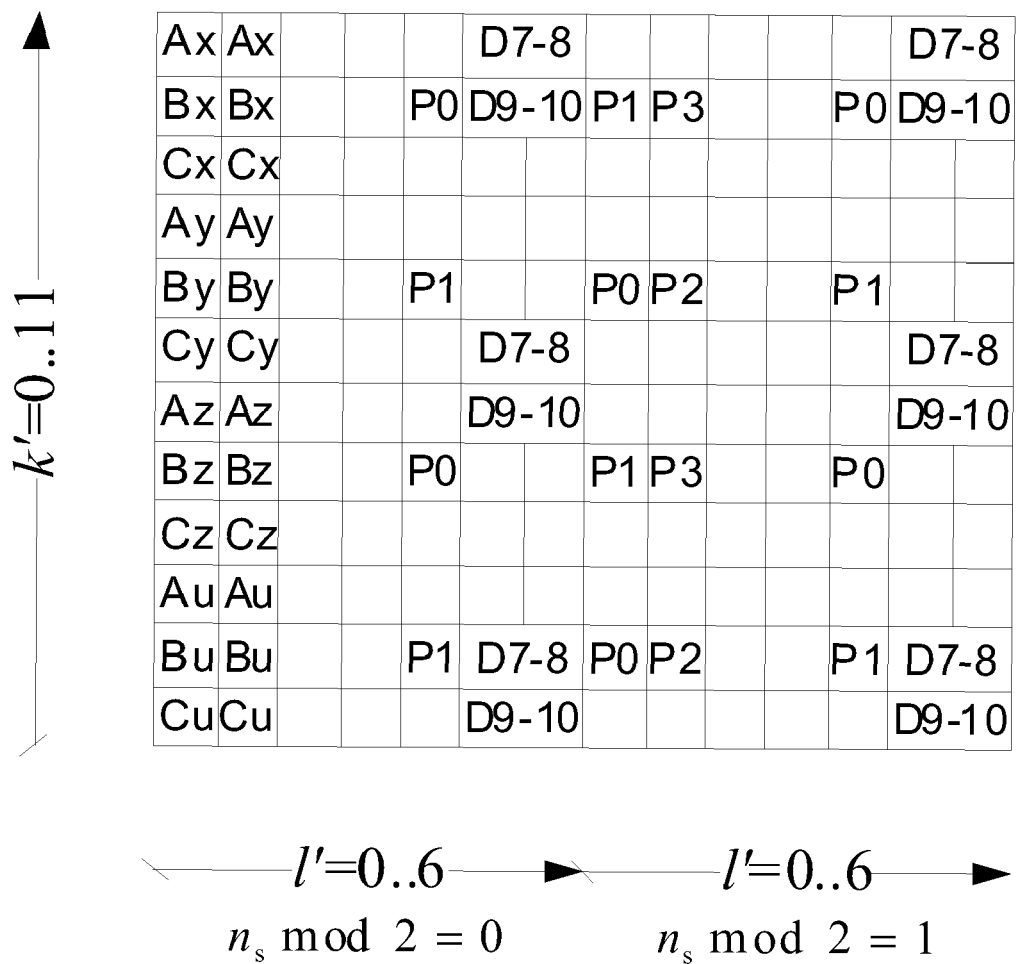 Ax Ax D7-8 D7-8
Bx Bx P0 D9-10 P1 P3 P0 D9-10
Cx Cx
Ay Ay
By By P1 P0 P2 P1
Cy Cy D7-8 D7-8
Az Az D9-10 D9-10
Bz Bz P0 P1 P3 P0
Cz Cz
Au Au
Bu Bu P1 D7-8 P0 P2 P1 D7-8
Cu Cu D9-10 D9-10
k'=0..11
l'=0..6 l'=0..6
nₛ mod 2 = 0 nₛ mod 2 = 1